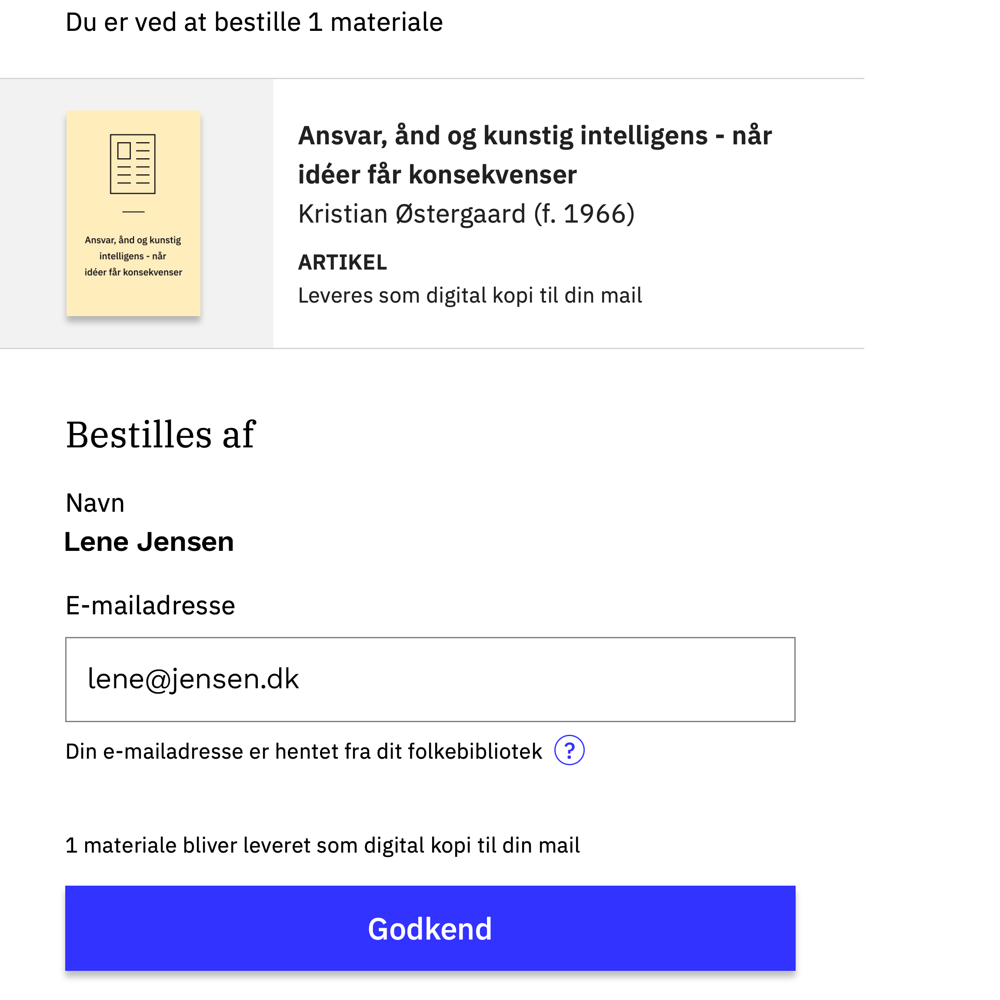 Du er ved at bestille 1 materiale
Ansvar, ånd og kunstig
intelligens - når
idéer får konsekvenser
Ansvar, ånd og kunstig intelligens - når
idéer får konsekvenser
Kristian Østergaard (f. 1966)
ARTIKEL
Leveres som digital kopi til din mail
Bestilles af
Navn
Lene Jensen
E-mailadresse
lene@jensen.dk
Din e-mailadresse er hentet fra dit folkebibliotek ?
1 materiale bliver leveret som digital kopi til din mail
Godkend